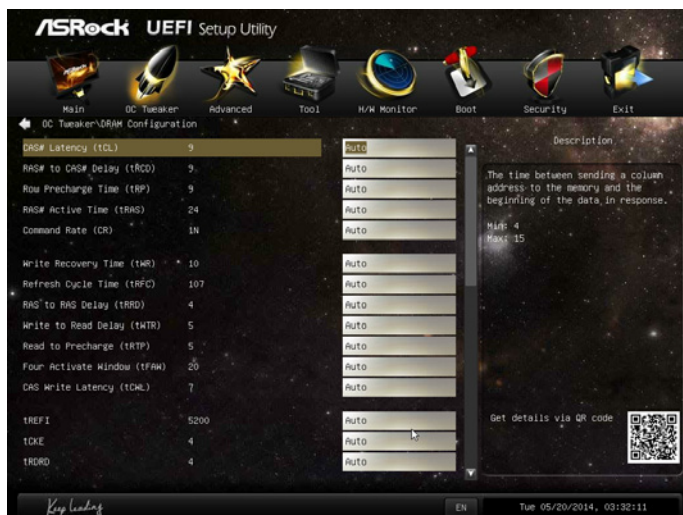 ASRock UEFI Setup Utility
Main OC Tweaker Advanced Tool H/W Monitor Boot Security Exit
OC Tweaker\DRAM Configuration
CAS# Latency (tCL) 9 Auto
RAS# to CAS# Delay (tRCD) 9 Auto
Row Precharge Time (tRP) 9 Auto
RAS# Active Time (tRAS) 24 Auto
Command Rate (CR) 1N Auto
Write Recovery Time (tWR) 10 Auto
Refresh Cycle Time (tRFC) 107 Auto
RAS to RAS Delay (tRRD) 4 Auto
Write to Read Delay (tWTR) 5 Auto
Read to Precharge (tRTP) 5 Auto
Four Activate Window (tFAW) 20 Auto
CAS Write Latency (tCWL) 7 Auto
tREFI 5200 Auto
tCKE 4 Auto
tRDRD 4 Auto
Description
The time between sending a column
address to the memory and the
beginning of the data in response.
Min: 4
Max: 15
Get details via QR code
Keep Leading
EN
Tue 05/20/2014, 03:32:11